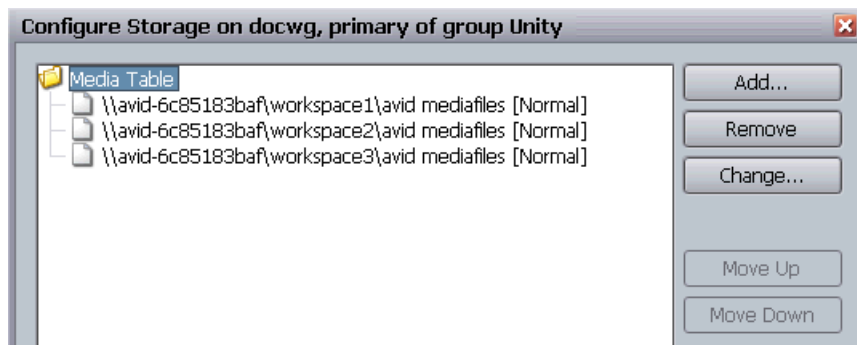 Configure Storage on docwg, primary of group Unity
Media Table
\\avid-6c85183baf\workspace1\avid mediafiles [Normal]
\\avid-6c85183baf\workspace2\avid mediafiles [Normal]
\\avid-6c85183baf\workspace3\avid mediafiles [Normal]
Add...
Remove
Change...
Move Up
Move Down